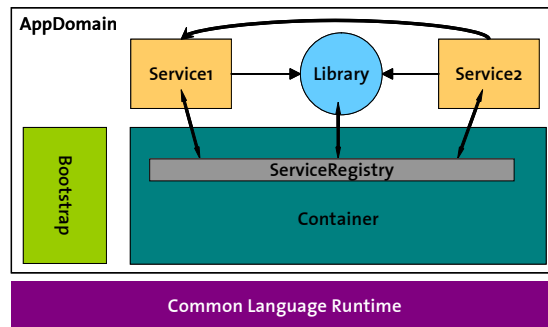 AppDomain
Service1
Library
Service2
Bootstrap
ServiceRegistry
Container
Common Language Runtime